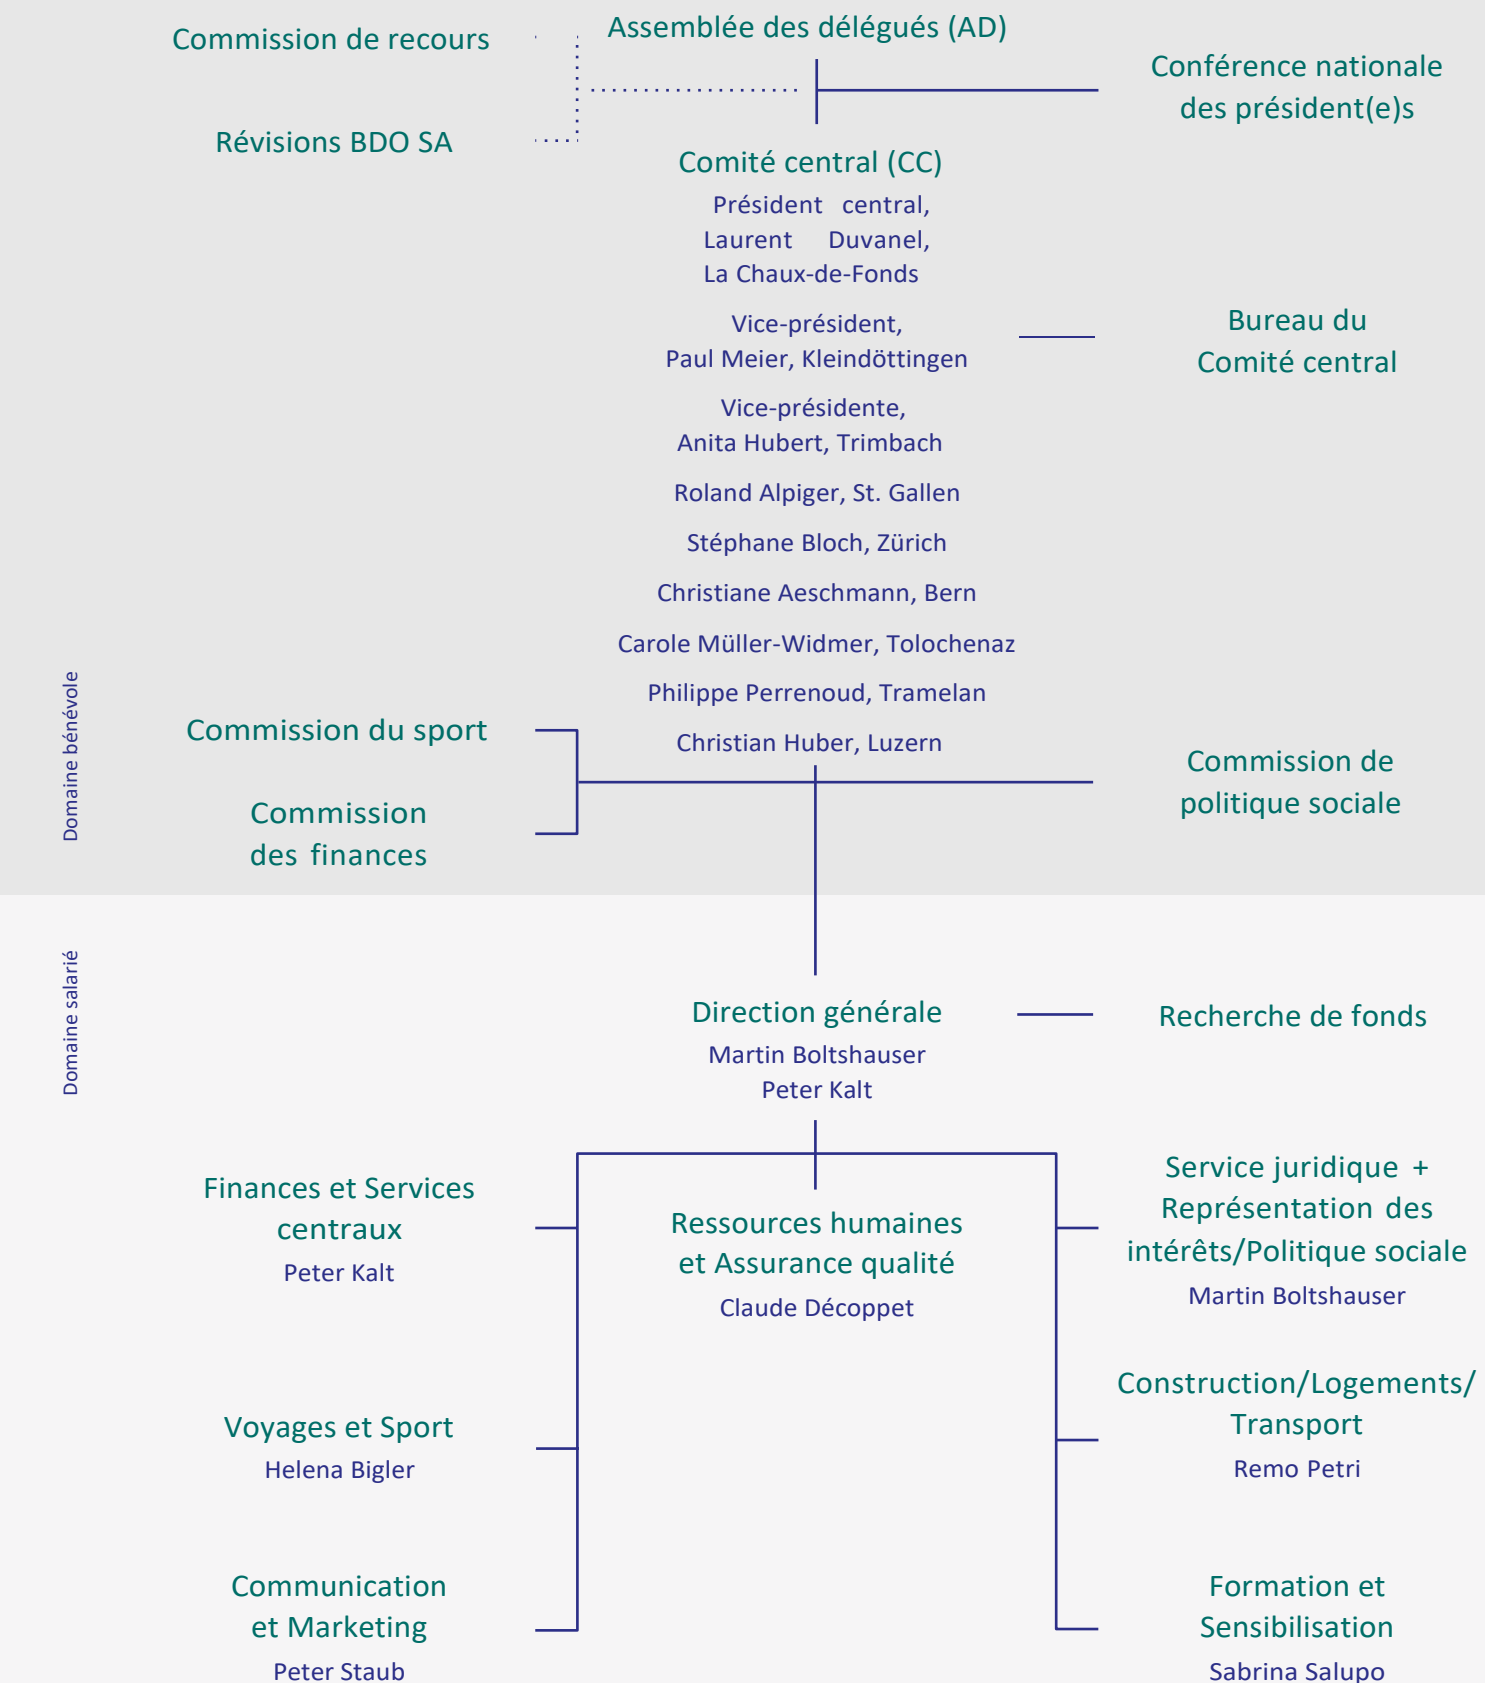 Commission de recours
Révisions BDO SA
Assemblée des délégués (AD)
Conférence nationale
des président(e)s
Comité central (CC)
Président central,
Laurent Duvanel,
La Chaux-de-Fonds
Vice-président,
Paul Meier, Kleindöttingen
Vice-présidente,
Anita Hubert, Trimbach
Roland Alpiger, St. Gallen
Stéphane Bloch, Zürich
Christiane Aeschmann, Bern
Carole Müller-Widmer, Tolochenaz
Philippe Perrenoud, Tramelan
Christian Huber, Luzern
Bureau du
Comité central
Domaine bénévole
Commission du sport
Commission
des finances
Commission de
politique sociale
Domaine salarié
Direction générale
Martin Boltshauser
Peter Kalt
Recherche de fonds
Finances et Services
centraux
Peter Kalt
Ressources humaines
et Assurance qualité
Claude Décoppet
Service juridique +
Représentation des
intérêts/Politique sociale
Martin Boltshauser
Voyages et Sport
Helena Bigler
Construction/Logements/
Transport
Remo Petri
Communication
et Marketing
Peter Staub
Formation et
Sensibilisation
Sabrina Salupo